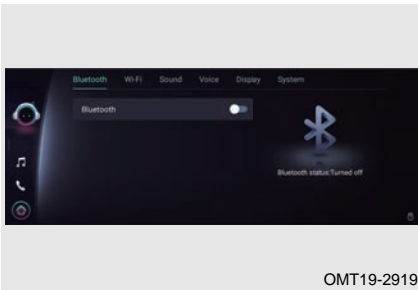 Bluetooth Wi-Fi Sound Voice Display System
Bluetooth
Bluetooth status:Turned off
OMT19-2919